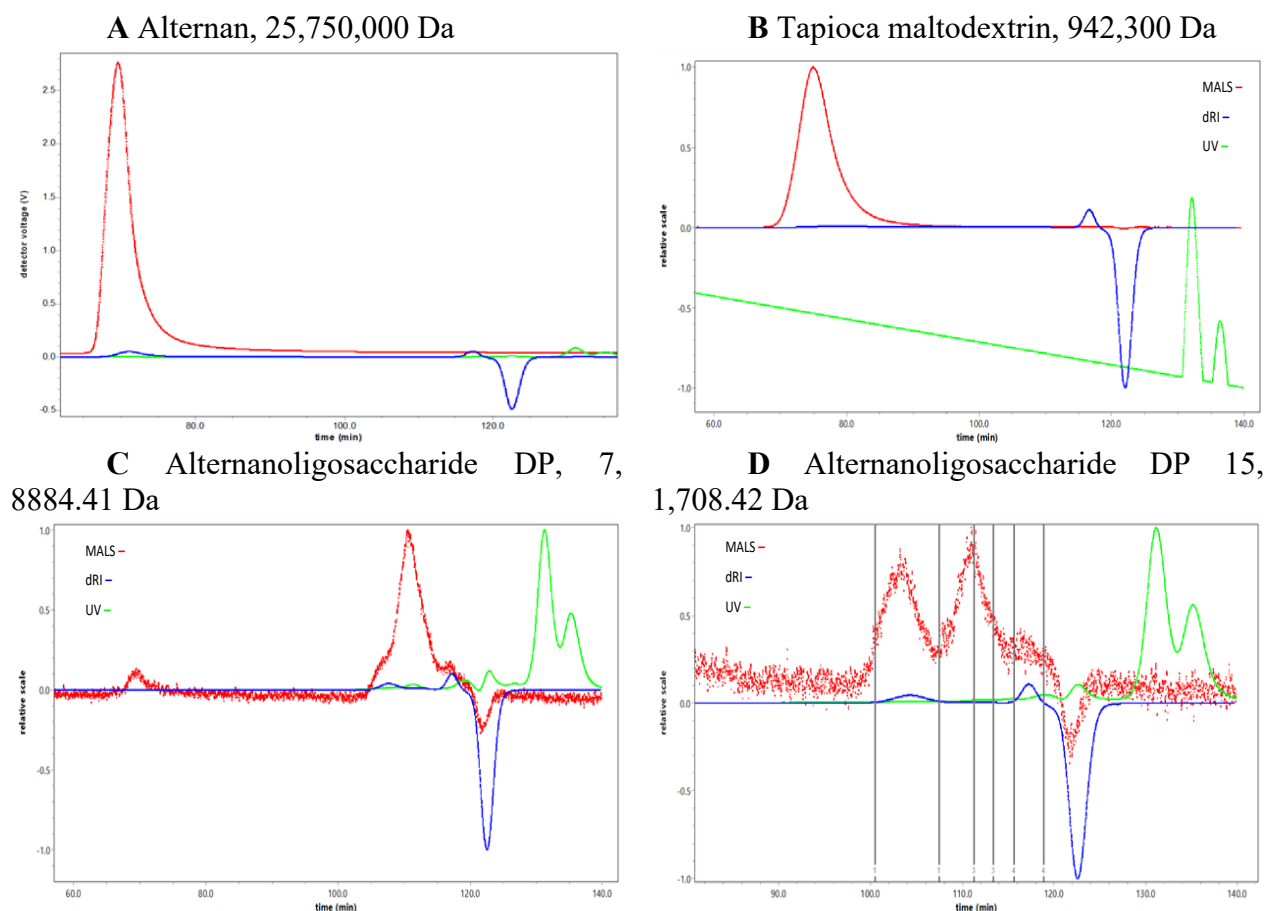 A Alternan, 25,750,000 Da
B Tapioca maltodextrin, 942,300 Da
2.5
2.0
1.5
1.0
0.5
0.0
-0.5
detector voltage (V)
80.0 100.0 120.0
time (min)
1.0
0.5
0.0
-0.5
-1.0
relative scale
MALS
dRI
UV
60.0 80.0 100.0 120.0 140.0
time (min)
C Alternanoligosaccharide DP, 7,
8884.41 Da
D Alternanoligosaccharide DP 15,
1,708.42 Da
1.0
0.5
0.0
-0.5
-1.0
relative scale
MALS
dRI
UV
60.0 80.0 100.0 120.0 140.0
time (min)
1.0
0.5
0.0
-0.5
-1.0
relative scale
MALS
dRI
UV
1 1 3 3 4 4
90.0 100.0 110.0 120.0 130.0 140.0
time (min)